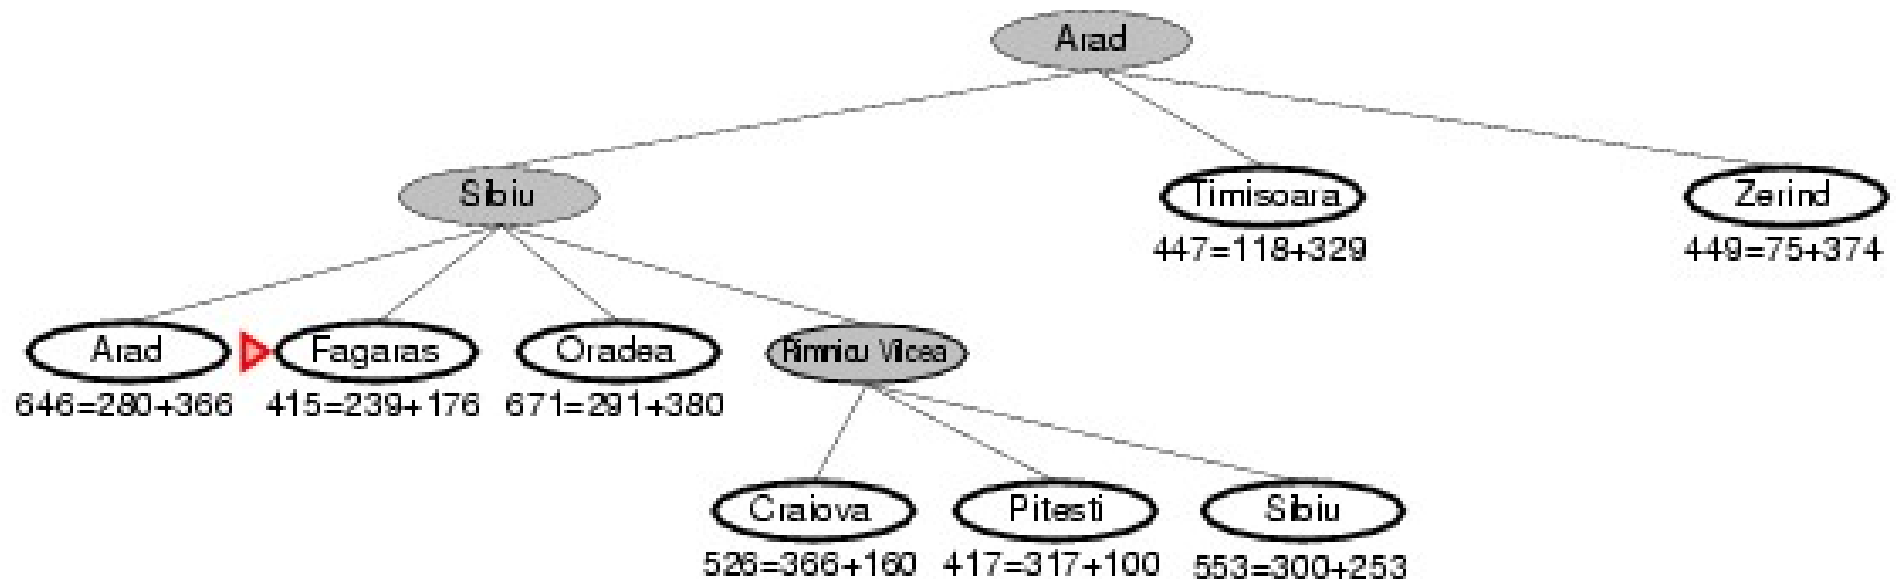 Arad
Sibiu Timisoara Zerind
447=118+329 449=75+374
Arad Fagaras Oradea Rimnicu Vilcea
646=280+366 415=239+176 671=291+380
Craiova Pitesti Sibiu
526=366+160 417=317+100 553=300+253